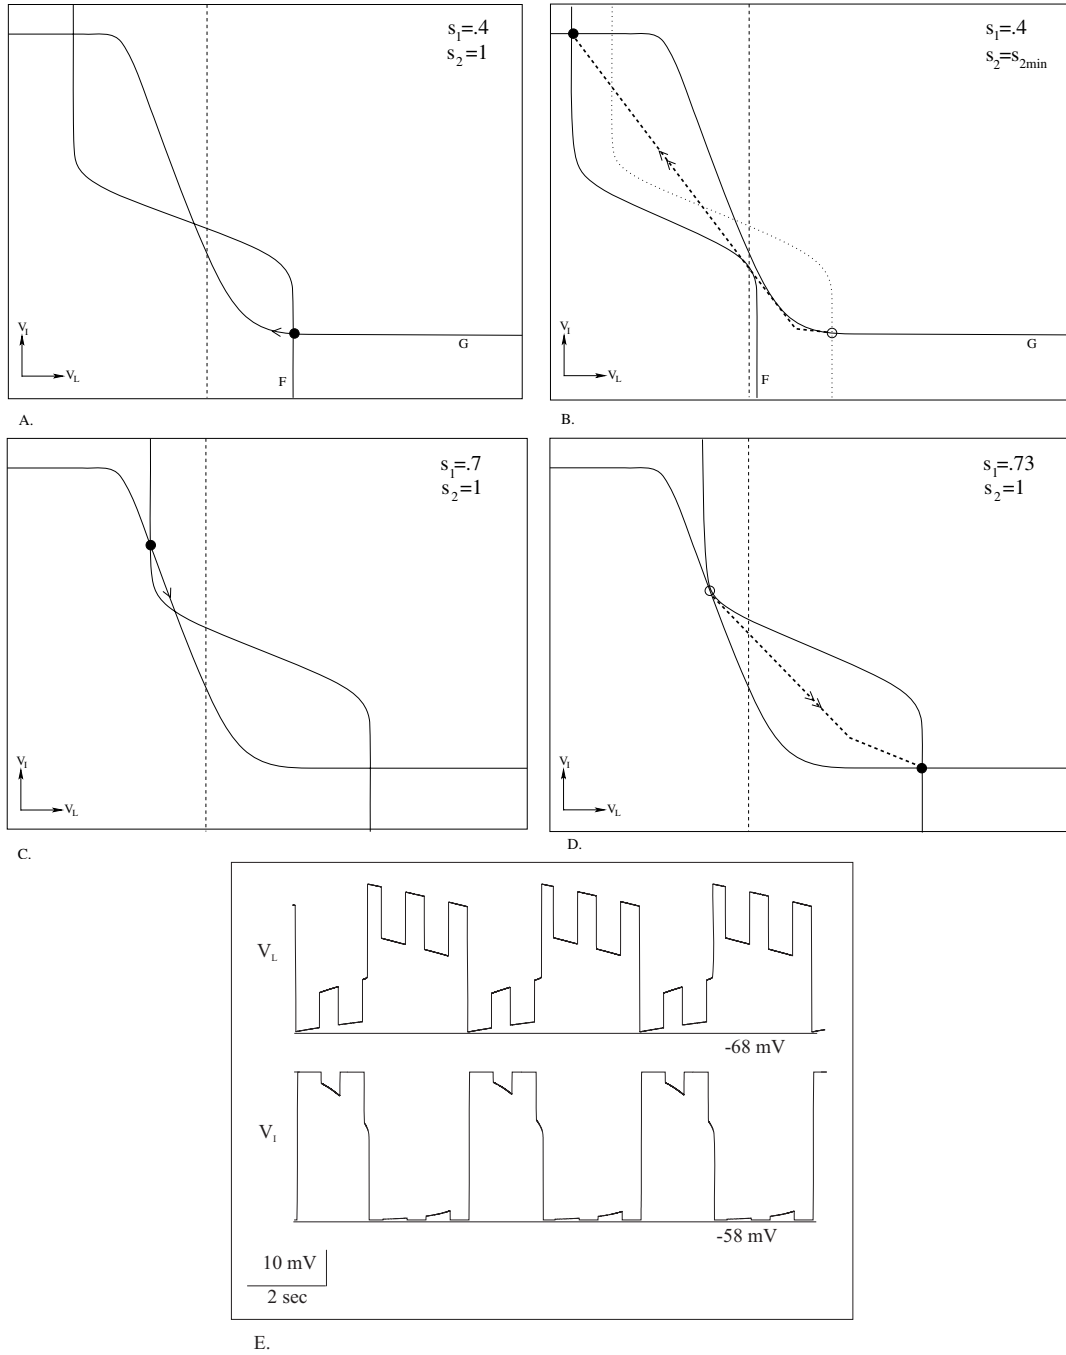 s1=.4
s2=1
VI
VL
G
F
A.
s1=.4
s2=s2min
VI
VL
G
F
B.
s1=.7
s2=1
VI
VL
C.
s1=.73
s2=1
VI
VL
D.
VL
-68 mV
VI
-58 mV
10 mV
2 sec
E.